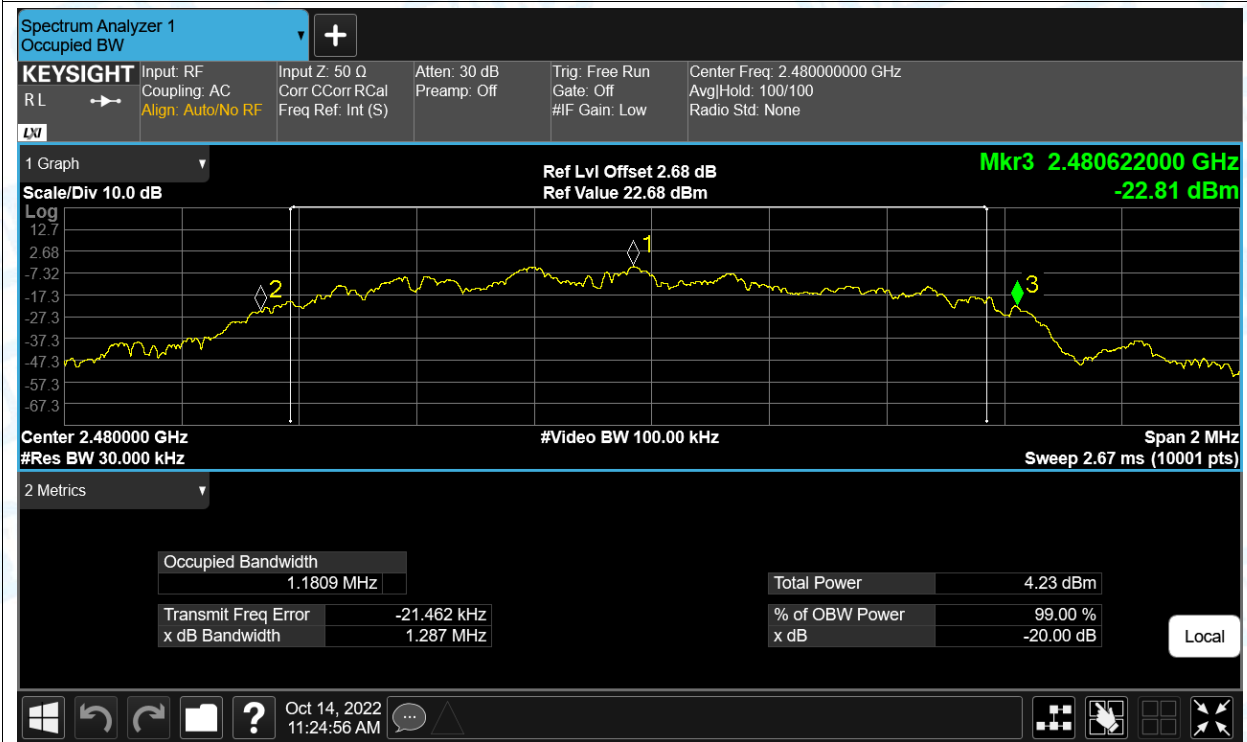 Spectrum Analyzer 1
Occupied BW
+
KEYSIGHT
R L
LXI
Input: RF
Coupling: AC
Align: Auto/No RF
Input Z: 50 Ω
Corr CCorr RCal
Freq Ref: Int (S)
Atten: 30 dB
Preamp: Off
Trig: Free Run
Gate: Off
#IF Gain: Low
Center Freq: 2.480000000 GHz
Avg|Hold: 100/100
Radio Std: None
1 Graph
Scale/Div 10.0 dB
Ref Lvl Offset 2.68 dB
Ref Value 22.68 dBm
Mkr3 2.480622000 GHz
-22.81 dBm
Log
12.7
2.68
-7.32
-17.3
-27.3
-37.3
-47.3
-57.3
-67.3
1
2
3
Center 2.480000 GHz
#Res BW 30.000 kHz
#Video BW 100.00 kHz
Span 2 MHz
Sweep 2.67 ms (10001 pts)
2 Metrics
Occupied Bandwidth
1.1809 MHz
Transmit Freq Error -21.462 kHz
x dB Bandwidth 1.287 MHz
Total Power 4.23 dBm
% of OBW Power 99.00 %
x dB -20.00 dB
Local
?
Oct 14, 2022
11:24:56 AM